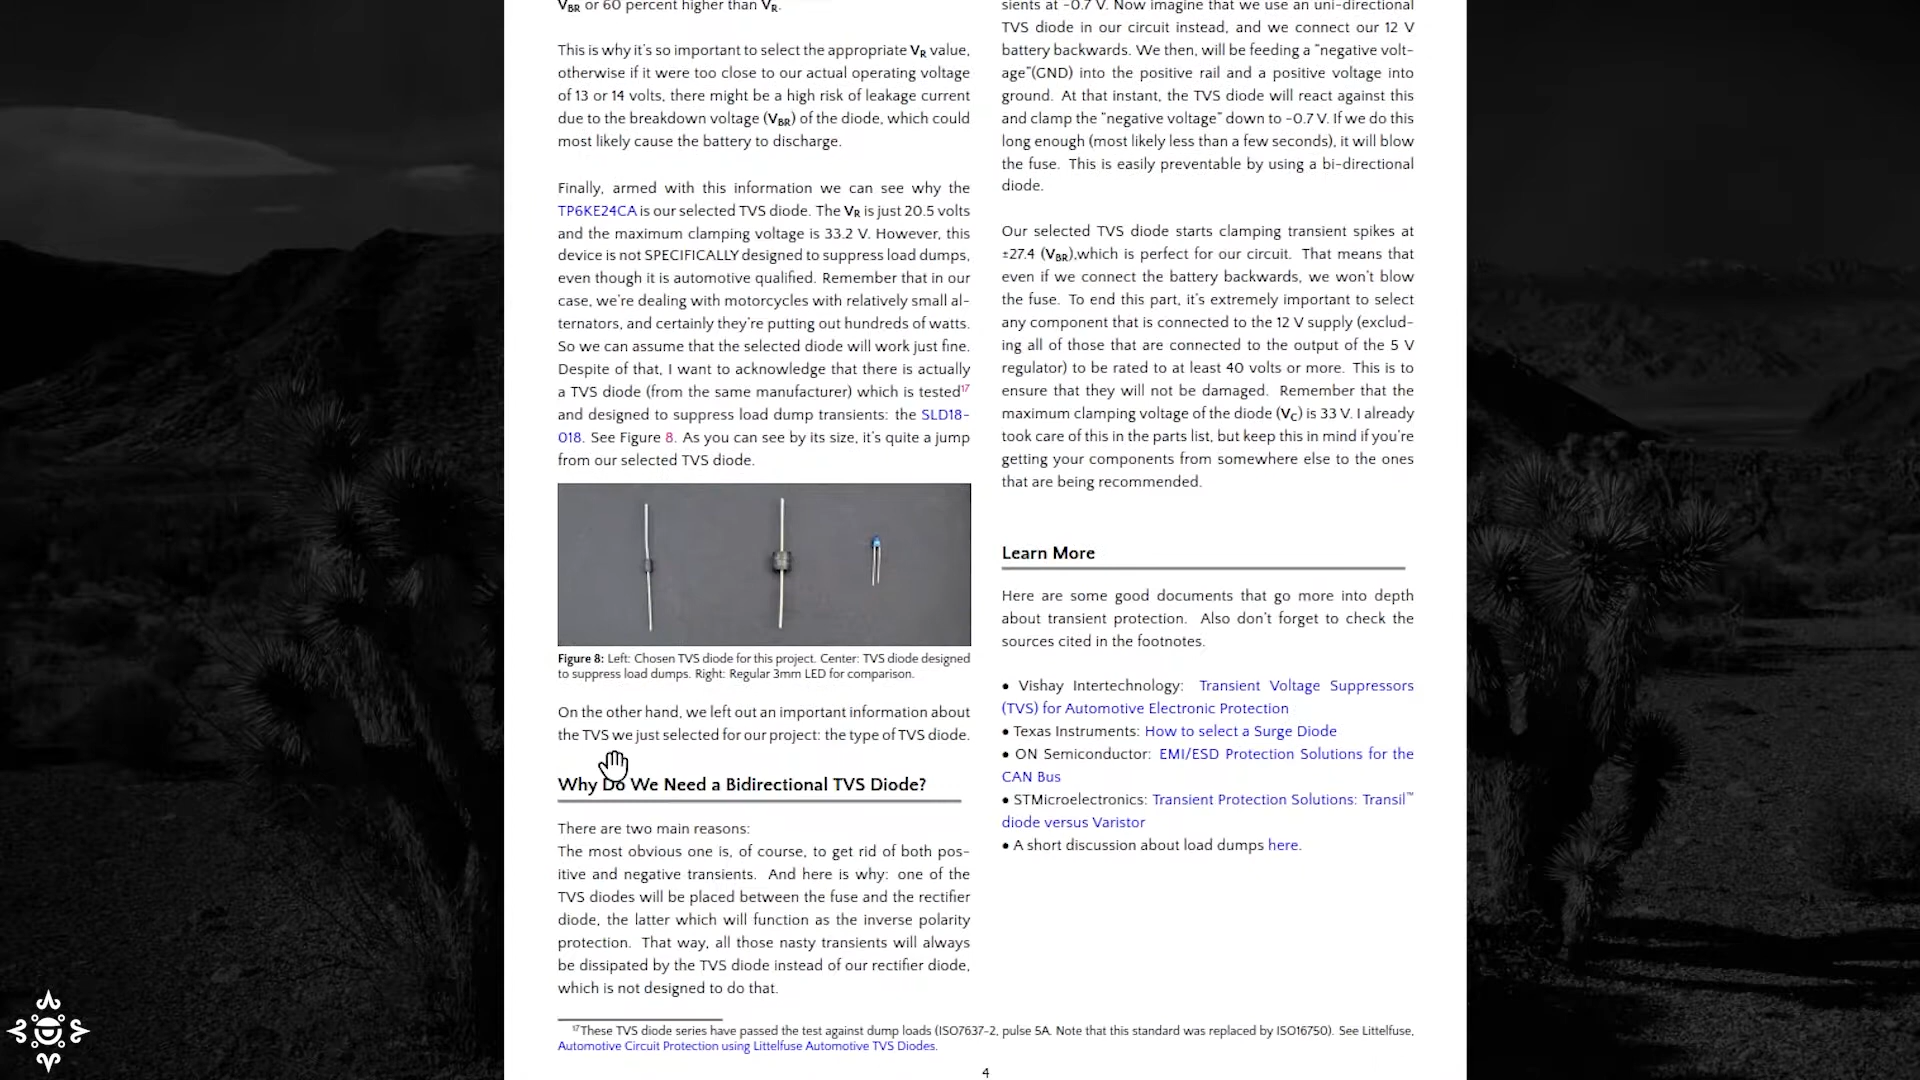 VBR or 60 percent higher than VR.
This is why it's so important to select the appropriate VR value,
otherwise if it were too close to our actual operating voltage
of 13 or 14 volts, there might be a high risk of leakage current
due to the breakdown voltage (VBR) of the diode, which could
most likely cause the battery to discharge.
Finally, armed with this information we can see why the
TP6KE24CA is our selected TVS diode. The VR is just 20.5 volts
and the maximum clamping voltage is 33.2 V. However, this
device is not SPECIFICALLY designed to suppress load dumps,
even though it is automotive qualified. Remember that in our
case, we're dealing with motorcycles with relatively small al-
ternators, and certainly they're putting out hundreds of watts.
So we can assume that the selected diode will work just fine.
Despite of that, I want to acknowledge that there is actually
a TVS diode (from the same manufacturer) which is tested17
and designed to suppress load dump transients: the SLD18-
018. See Figure 8. As you can see by its size, it's quite a jump
from our selected TVS diode.
Figure 8: Left: Chosen TVS diode for this project. Center: TVS diode designed
to suppress load dumps. Right: Regular 3mm LED for comparison.
On the other hand, we left out an important information about
the TVS we just selected for our project: the type of TVS diode.
Why Do We Need a Bidirectional TVS Diode?
There are two main reasons:
The most obvious one is, of course, to get rid of both pos-
itive and negative transients. And here is why: one of the
TVS diodes will be placed between the fuse and the rectifier
diode, the latter which will function as the inverse polarity
protection. That way, all those nasty transients will always
be dissipated by the TVS diode instead of our rectifier diode,
which is not designed to do that.
sients at -0.7 V. Now imagine that we use an uni-directional
TVS diode in our circuit instead, and we connect our 12 V
battery backwards. We then, will be feeding a "negative volt-
age"(GND) into the positive rail and a positive voltage into
ground. At that instant, the TVS diode will react against this
and clamp the "negative voltage" down to -0.7 V. If we do this
long enough (most likely less than a few seconds), it will blow
the fuse. This is easily preventable by using a bi-directional
diode.
Our selected TVS diode starts clamping transient spikes at
±27.4 (VBR),which is perfect for our circuit. That means that
even if we connect the battery backwards, we won't blow
the fuse. To end this part, it's extremely important to select
any component that is connected to the 12 V supply (exclud-
ing all of those that are connected to the output of the 5 V
regulator) to be rated to at least 40 volts or more. This is to
ensure that they will not be damaged. Remember that the
maximum clamping voltage of the diode (VC) is 33 V. I already
took care of this in the parts list, but keep this in mind if you're
getting your components from somewhere else to the ones
that are being recommended.
Learn More
Here are some good documents that go more into depth
about transient protection. Also don't forget to check the
sources cited in the footnotes.
• Vishay Intertechnology: Transient Voltage Suppressors
(TVS) for Automotive Electronic Protection
• Texas Instruments: How to select a Surge Diode
• ON Semiconductor: EMI/ESD Protection Solutions for the
CAN Bus
• STMicroelectronics: Transient Protection Solutions: Transil™
diode versus Varistor
• A short discussion about load dumps here.
17These TVS diode series have passed the test against dump loads (ISO7637-2, pulse 5A. Note that this standard was replaced by ISO16750). See Littelfuse,
Automotive Circuit Protection using Littelfuse Automotive TVS Diodes.
4